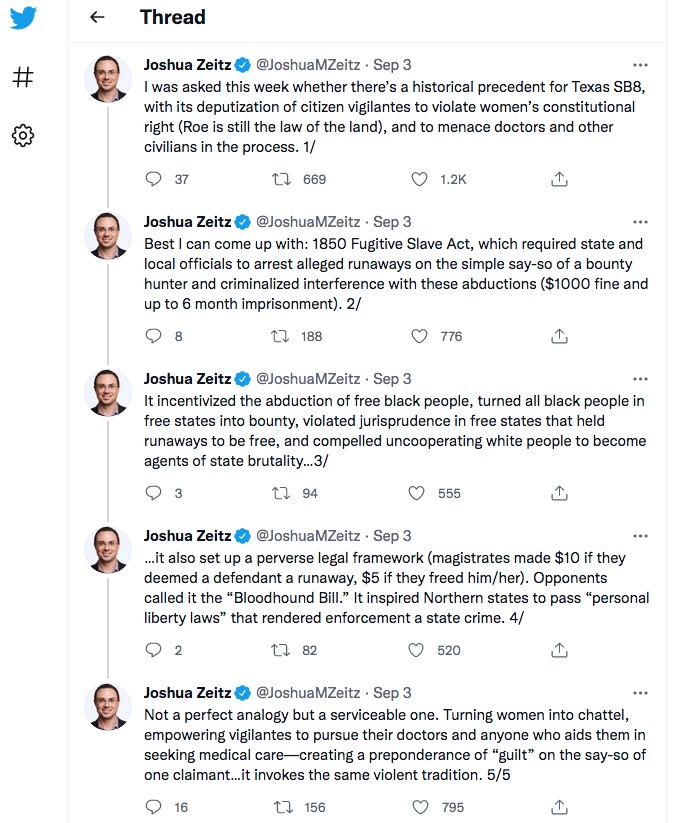 Thread
Joshua Zeitz @JoshuaMZeitz · Sep 3
I was asked this week whether there's a historical precedent for Texas SB8,
with its deputization of citizen vigilantes to violate women's constitutional
right (Roe is still the law of the land), and to menace doctors and other
civilians in the process. 1/
37 669 1.2K
Joshua Zeitz @JoshuaMZeitz · Sep 3
Best I can come up with: 1850 Fugitive Slave Act, which required state and
local officials to arrest alleged runaways on the simple say-so of a bounty
hunter and criminalized interference with these abductions ($1000 fine and
up to 6 month imprisonment). 2/
8 188 776
Joshua Zeitz @JoshuaMZeitz · Sep 3
It incentivized the abduction of free black people, turned all black people in
free states into bounty, violated jurisprudence in free states that held
runaways to be free, and compelled uncooperating white people to become
agents of state brutality...3/
3 94 555
Joshua Zeitz @JoshuaMZeitz · Sep 3
...it also set up a perverse legal framework (magistrates made $10 if they
deemed a defendant a runaway, $5 if they freed him/her). Opponents
called it the “Bloodhound Bill.” It inspired Northern states to pass “personal
liberty laws” that rendered enforcement a state crime. 4/
2 82 520
Joshua Zeitz @JoshuaMZeitz · Sep 3
Not a perfect analogy but a serviceable one. Turning women into chattel,
empowering vigilantes to pursue their doctors and anyone who aids them in
seeking medical care—creating a preponderance of “guilt” on the say-so of
one claimant...it invokes the same violent tradition. 5/5
16 156 795